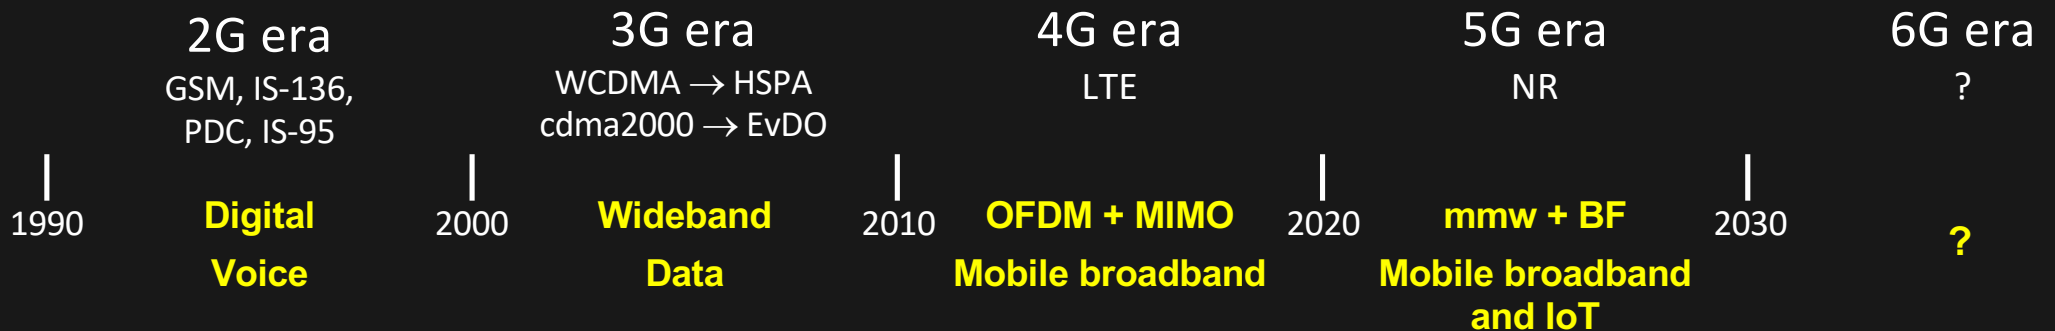 2G era
GSM, IS-136,
PDC, IS-95
3G era
WCDMA → HSPA
cdma2000 → EvDO
4G era
LTE
5G era
NR
6G era
?
1990
Digital
Voice
2000
Wideband
Data
2010
OFDM + MIMO
Mobile broadband
2020
mmw + BF
Mobile broadband
and IoT
2030
?